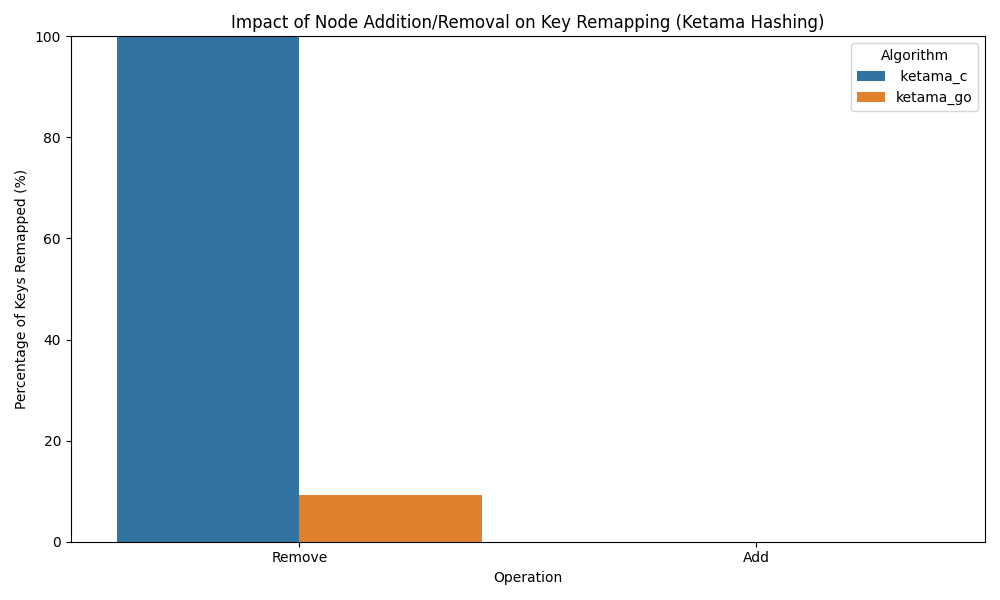 Impact of Node Addition/Removal on Key Remapping (Ketama Hashing)
Percentage of Keys Remapped (%)
100
80
60
40
20
0
Algorithm
ketama_c
ketama_go
Remove
Add
Operation